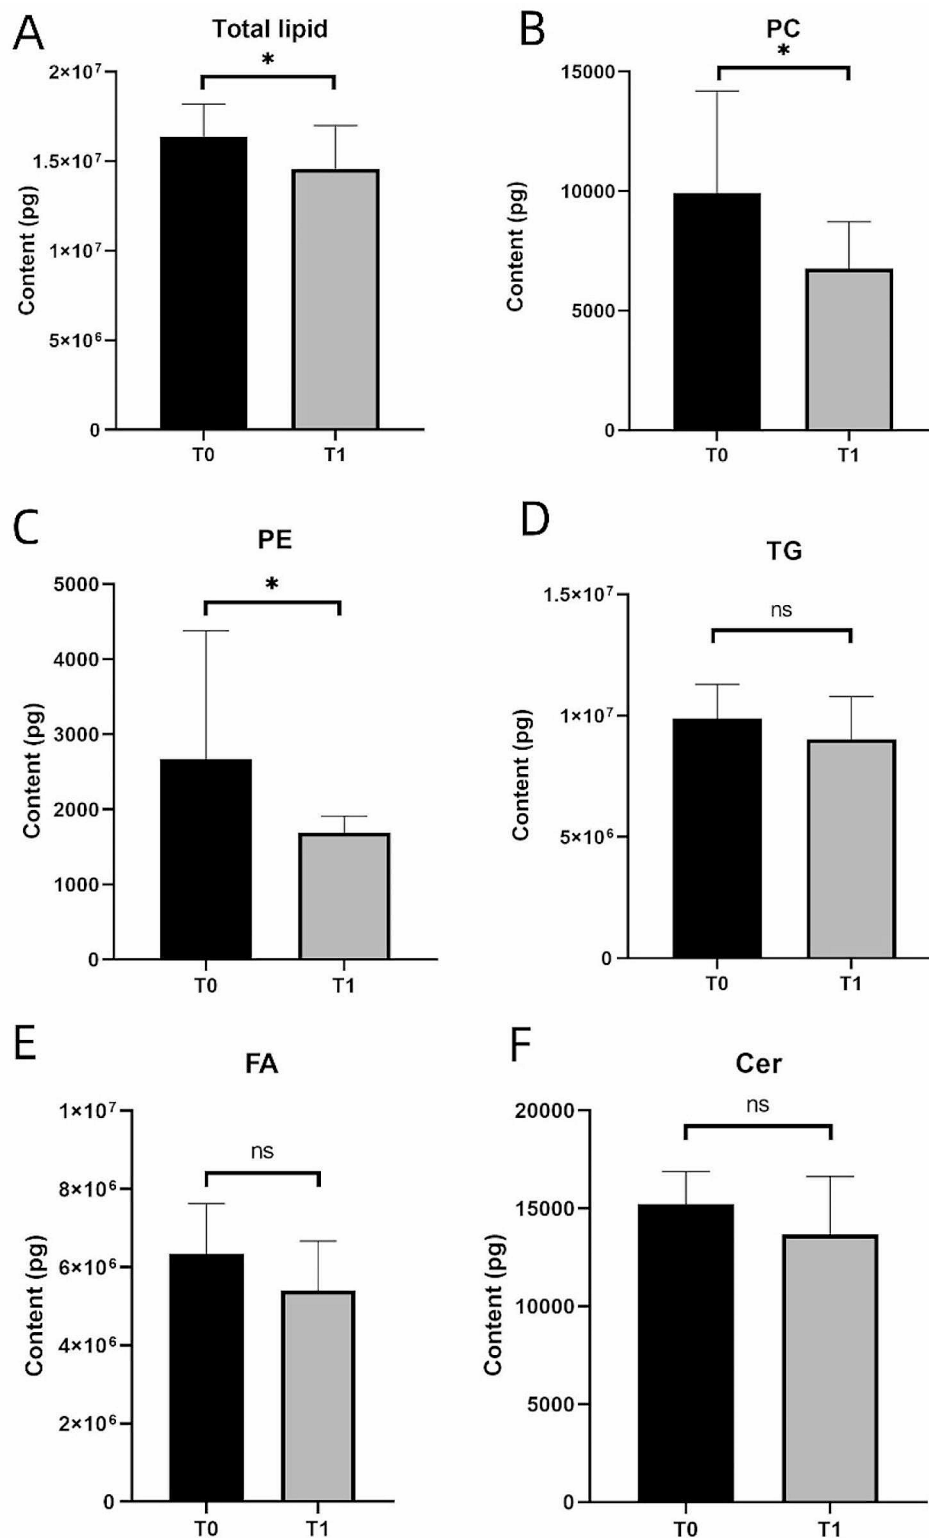 A
Total lipid
*
2×10⁷
1.5×10⁷
1×10⁷
5×10⁶
0
Content (pg)
T0 T1
B
PC
*
15000
10000
5000
0
Content (pg)
T0 T1
C
PE
*
5000
4000
3000
2000
1000
0
Content (pg)
T0 T1
D
TG
ns
1.5×10⁷
1×10⁷
5×10⁶
0
Content (pg)
T0 T1
E
FA
ns
1×10⁷
8×10⁶
6×10⁶
4×10⁶
2×10⁶
0
Content (pg)
T0 T1
F
Cer
ns
20000
15000
10000
5000
0
Content (pg)
T0 T1